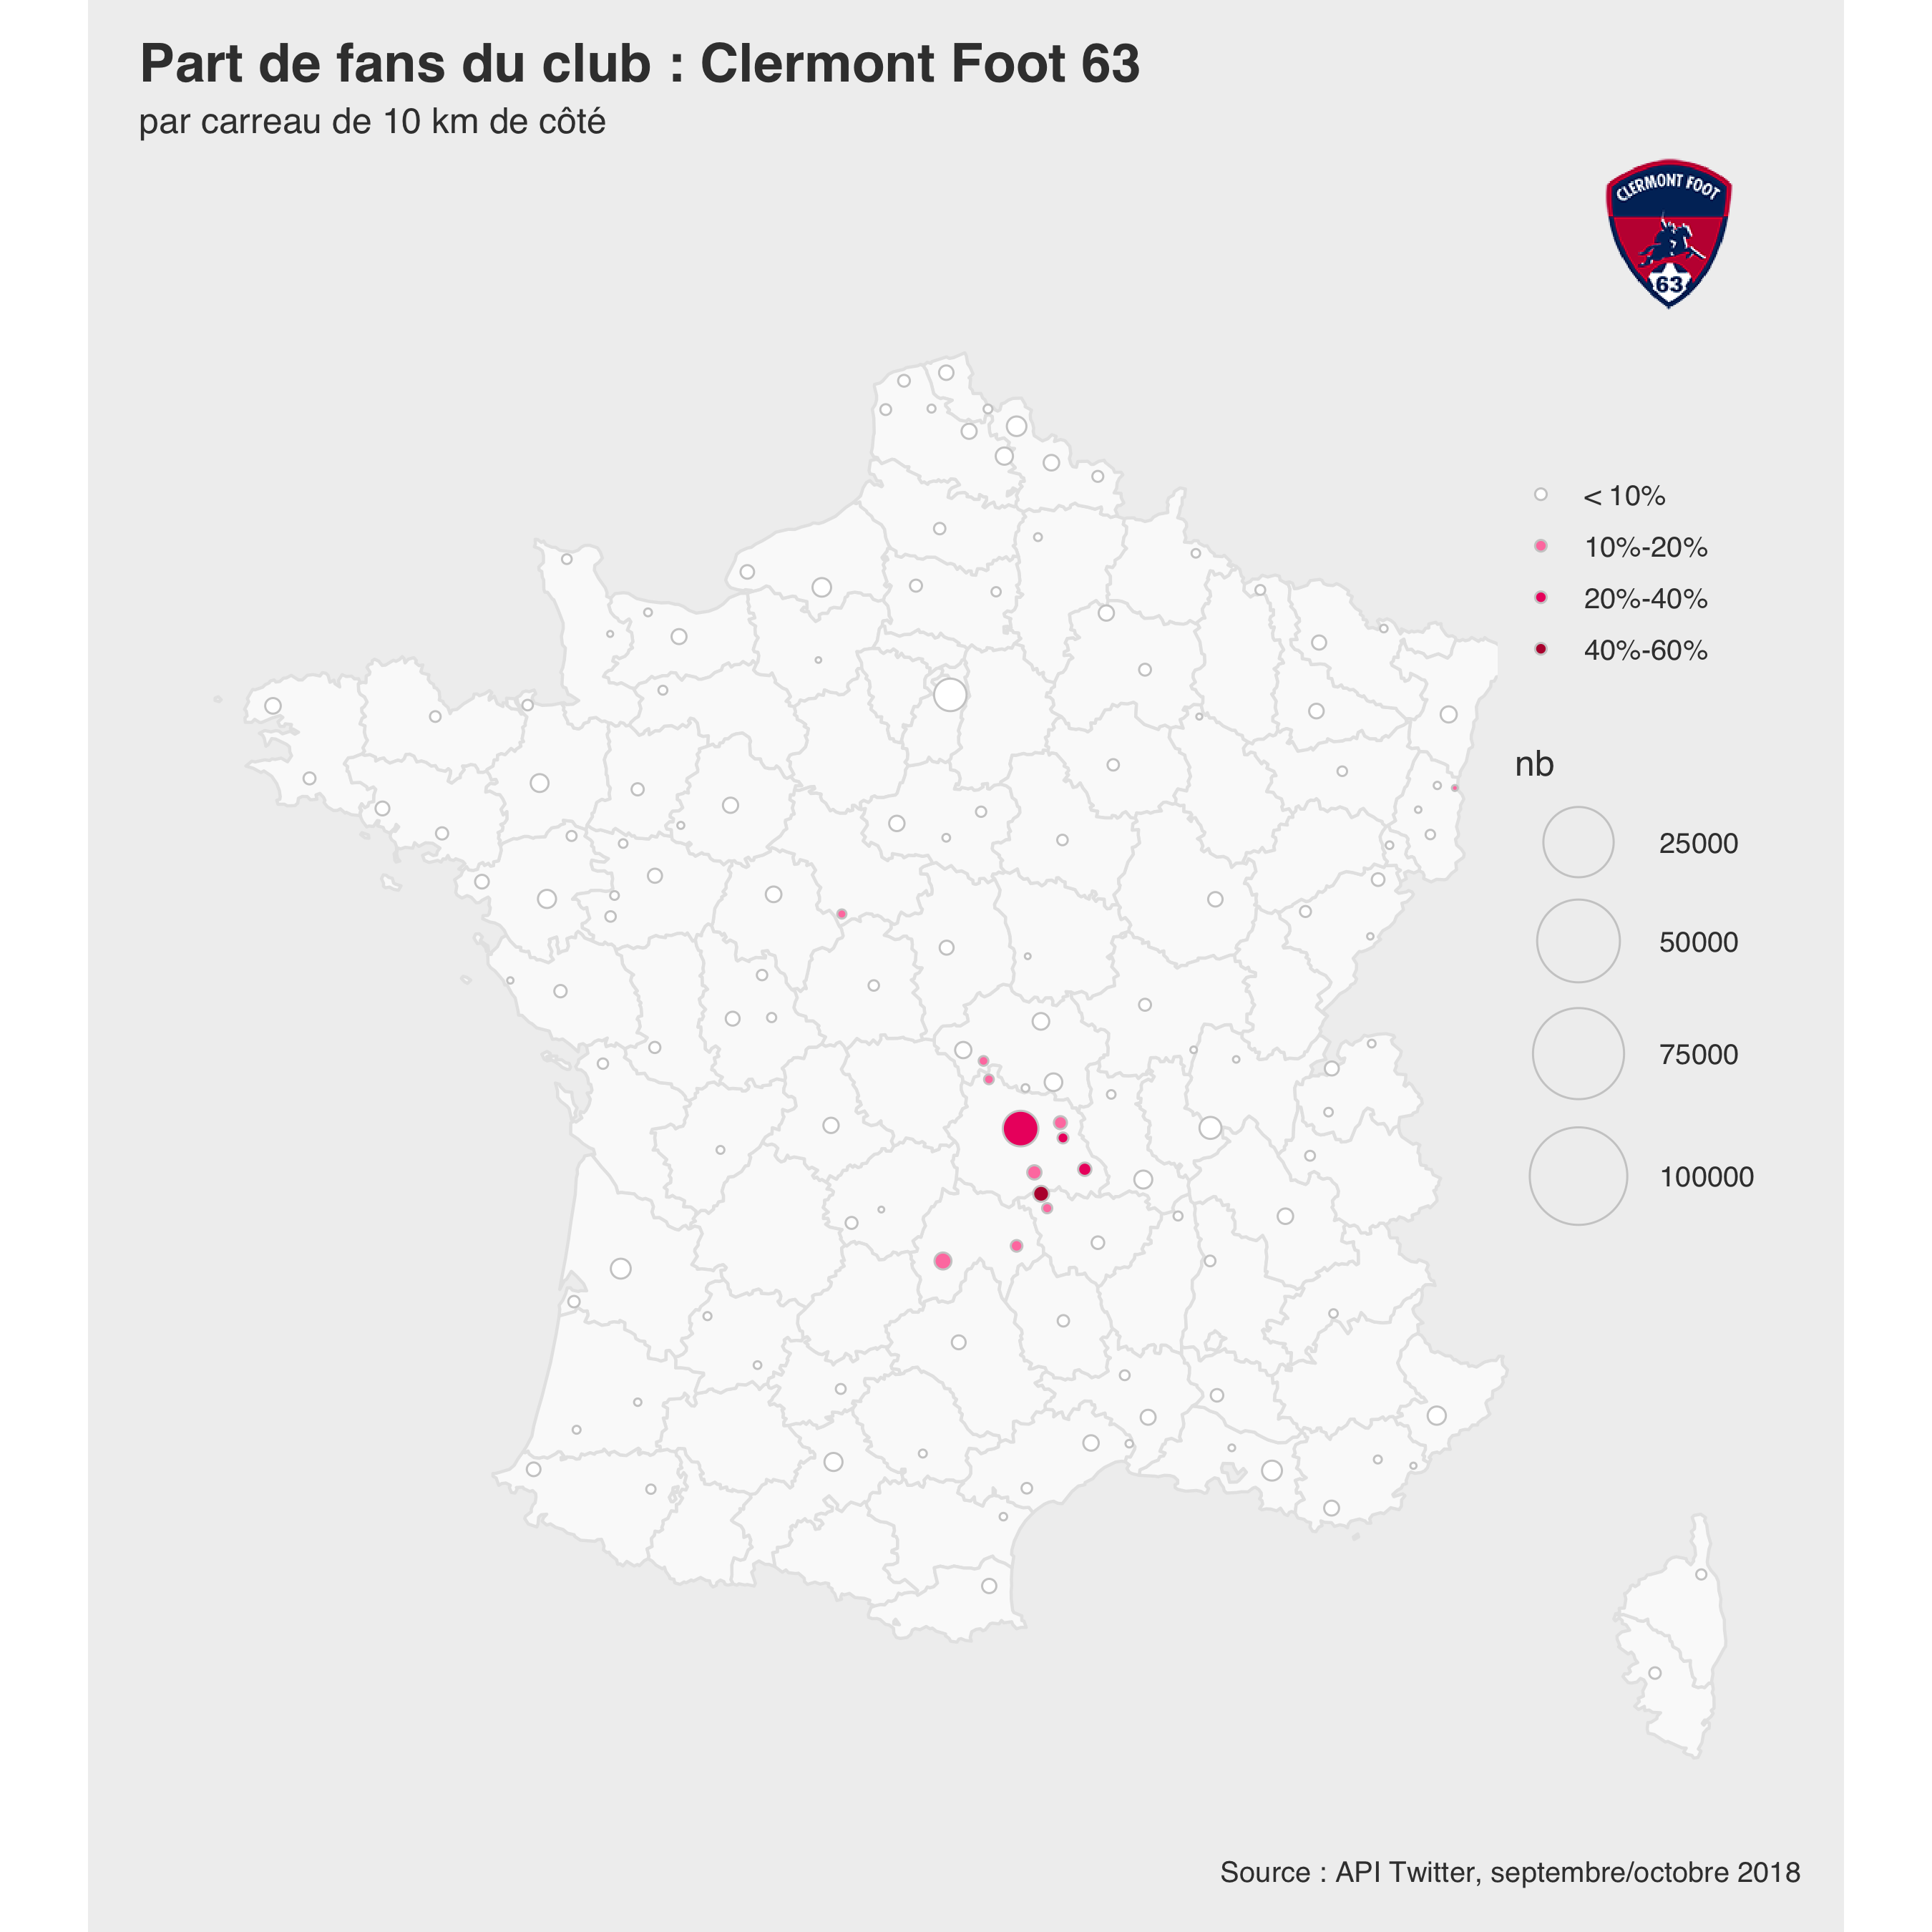 Part de fans du club : Clermont Foot 63
par carreau de 10 km de côté
CLERMONT FOOT
63
< 10%
10%-20%
20%-40%
40%-60%
nb
25000
50000
75000
100000
Source : API Twitter, septembre/octobre 2018